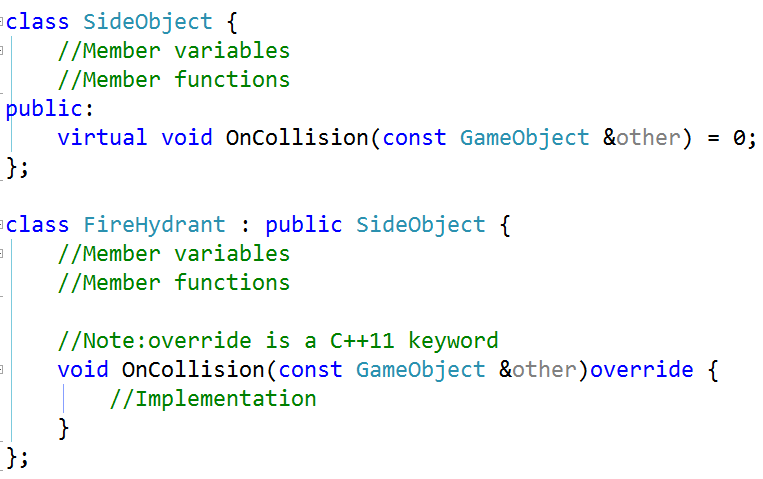 class SideObject {
//Member variables
//Member functions
public:
virtual void OnCollision(const GameObject &other) = 0;
};
class FireHydrant : public SideObject {
//Member variables
//Member functions
//Note:override is a C++11 keyword
void OnCollision(const GameObject &other)override {
//Implementation
}
};